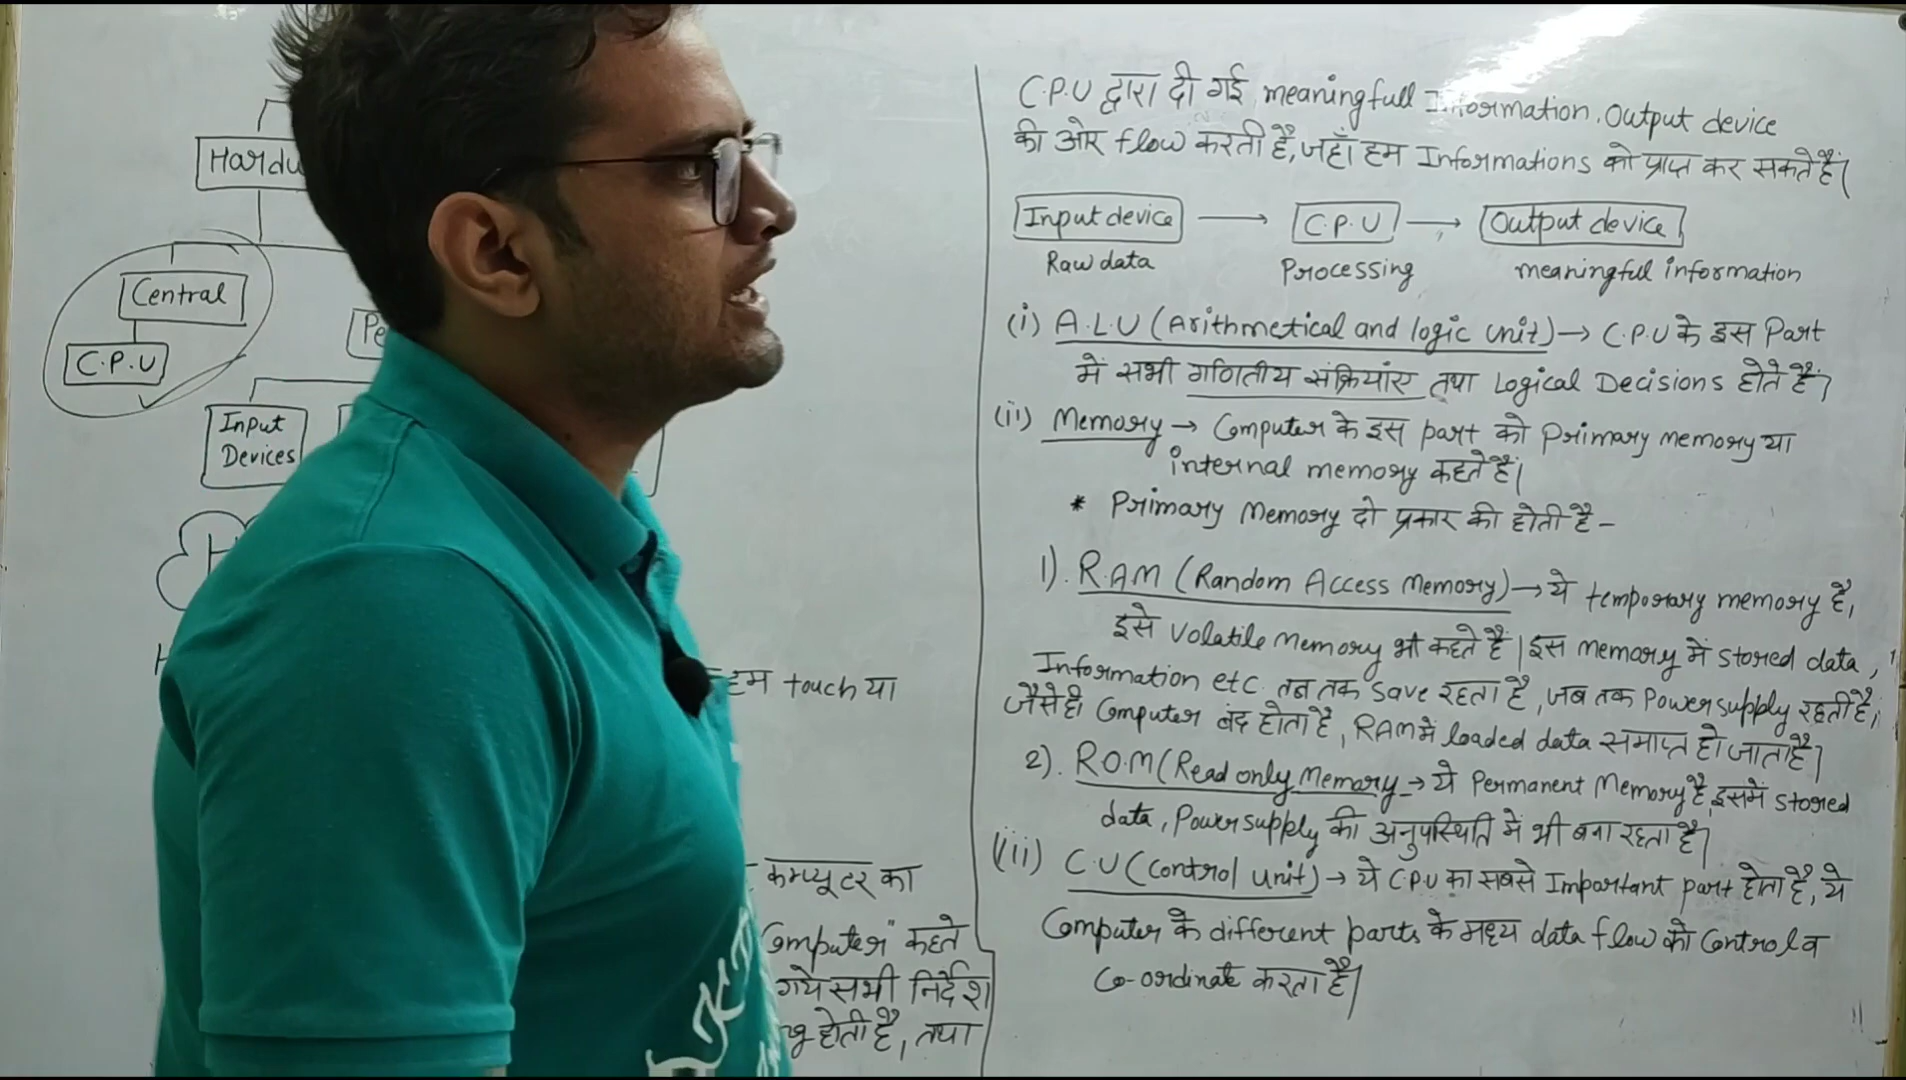 Hardw
Central
C.P.U
Pe
Input
Devices
H
हम touch या
कम्प्यूटर का
Computer" कहते
गये सभी निर्देश
होती है, तथा
C.P.U द्वारा दी गई meaningfull Information, Output device
की ओर flow करती है, जहाँ हम Informations को प्राप्त कर सकते हैं।
Input device → C.P.U → Output device
Raw data Processing meaningful information
(i) A.L.U (Arithmetical and logic unit) → C.P.U के इस Part
में सभी गणितीय संक्रियांए तथा Logical Decisions होते हैं।
(ii) Memory → Computer के इस part को Primary memory या
internal memory कहते हैं।
* Primary Memory दो प्रकार की होती है -
1). R.AM (Random Access Memory) → ये temporary memory है,
इसे volatile memory भी कहते हैं। इस memory में stored data,
Information etc. तब तक save रहता है, जब तक Power supply रहती है,
जैसे ही Computer बंद होता है, RAM में loaded data समाप्त हो जाता है।
2). R.O.M (Read only Memory → ये Permanent Memory है, इसमें stored
data, Power supply की अनुपस्थिति में भी बना रहता है।
(iii) C.U (Control unit) → ये C.P.U का सबसे Important part होता है, ये
Computer के different parts के मध्य data flow को Control व
Co-ordinate करता है।